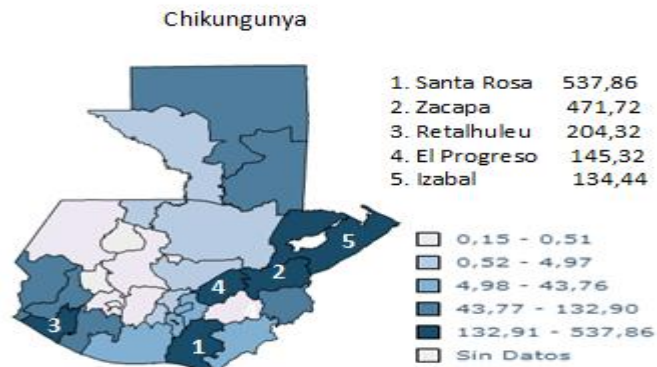 Chikungunya
1. Santa Rosa 537,86
2. Zacapa 471,72
3. Retalhuleu 204,32
4. El Progreso 145,32
5. Izabal 134,44
5
2
4
3
1
0,15 - 0,51
0,52 - 4,97
4,98 - 43,76
43,77 - 132,90
132,91 - 537,86
Sin Datos